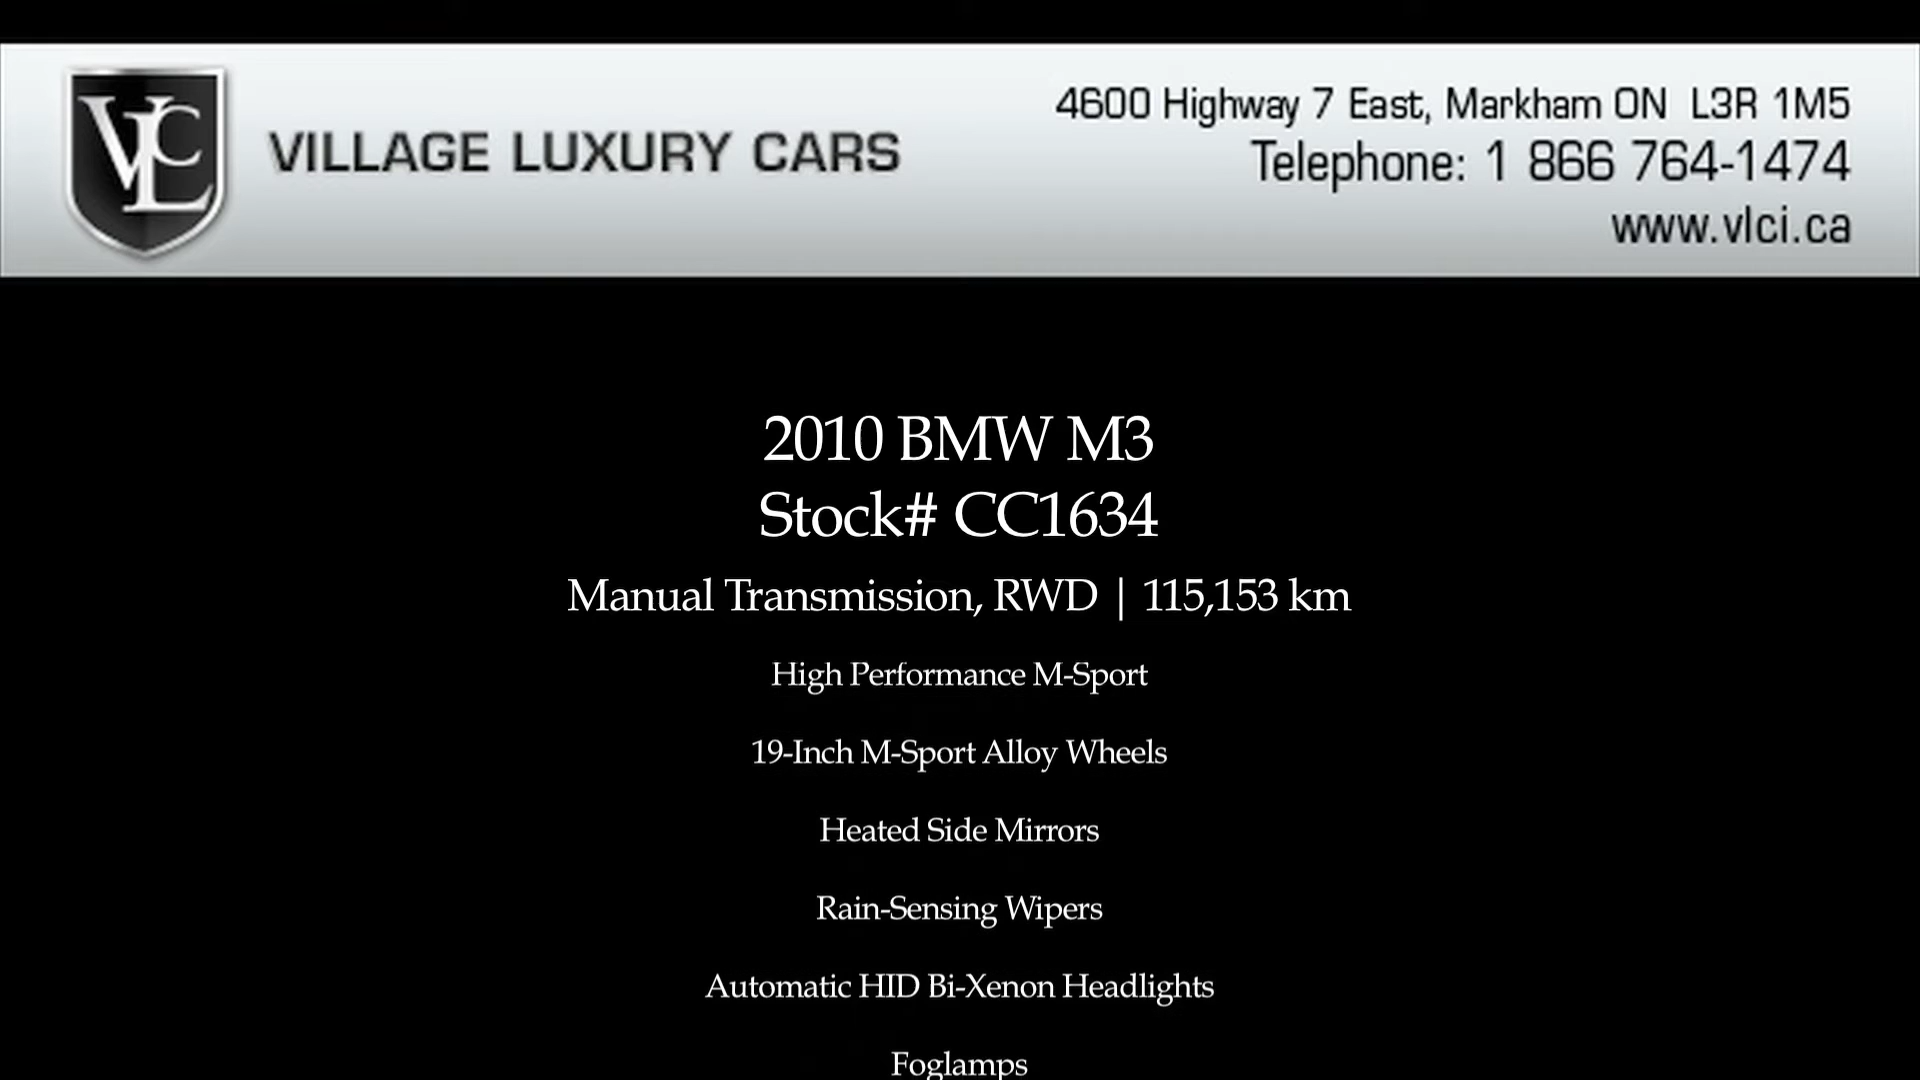 VLC
VILLAGE LUXURY CARS
4600 Highway 7 East, Markham ON L3R 1M5
Telephone: 1 866 764-1474
www.vlci.ca
2010 BMW M3
Stock# CC1634
Manual Transmission, RWD | 115,153 km
High Performance M-Sport
19-Inch M-Sport Alloy Wheels
Heated Side Mirrors
Rain-Sensing Wipers
Automatic HID Bi-Xenon Headlights
Foglamps